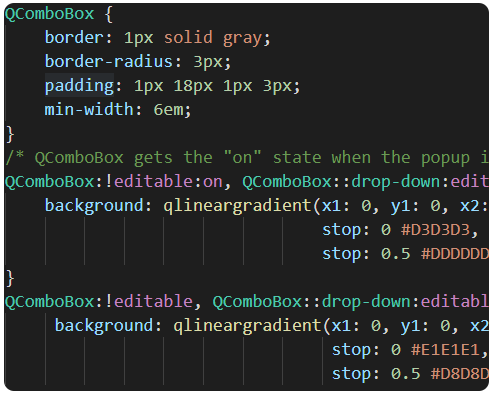 QComboBox {
border: 1px solid gray;
border-radius: 3px;
padding: 1px 18px 1px 3px;
min-width: 6em;
}
/* QComboBox gets the "on" state when the popup i
QComboBox:!editable:on, QComboBox::drop-down:edit
background: qlineargradient(x1: 0, y1: 0, x2:
stop: 0 #D3D3D3,
stop: 0.5 #DDDDDD
}
QComboBox:!editable, QComboBox::drop-down:editabl
background: qlineargradient(x1: 0, y1: 0, x2
stop: 0 #E1E1E1,
stop: 0.5 #D8D8D